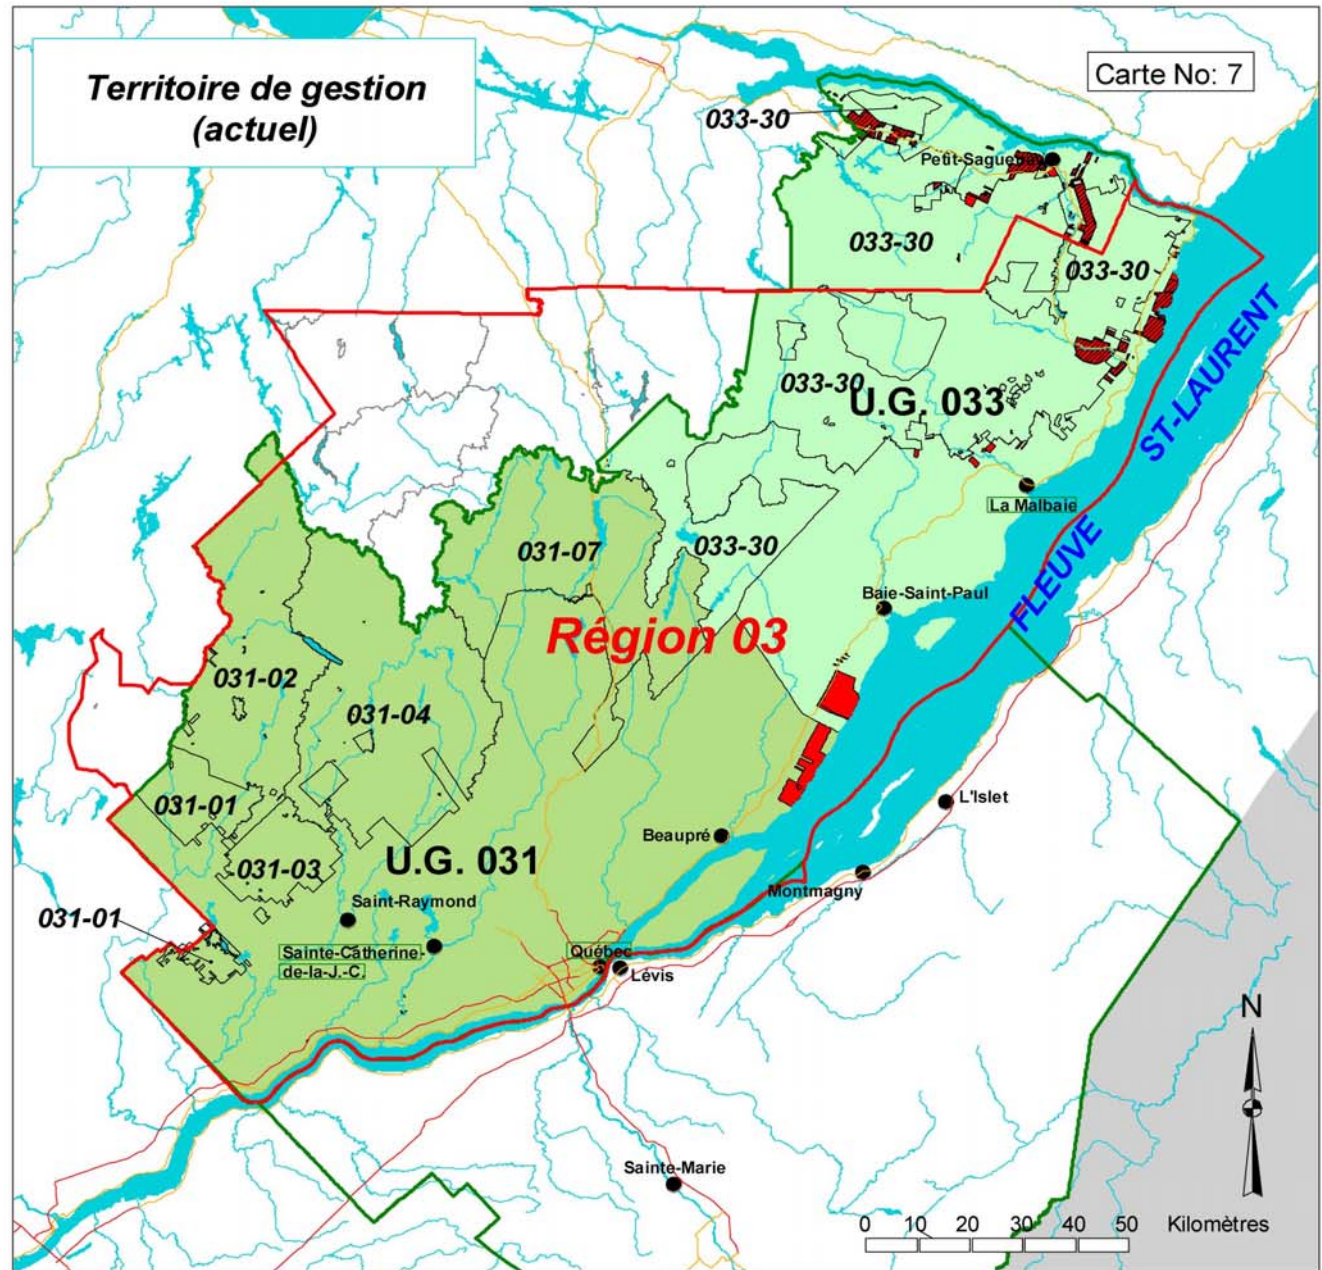 Territoire de gestion
(actuel)
Carte No: 7
033-30
Petit-Saguenay
033-30
033-30
033-30
U.G. 033
ST-LAURENT
FLEUVE
La Malbaie
031-07
033-30
Baie-Saint-Paul
Région 03
031-02
031-04
031-01
L'Islet
Beaupré
U.G. 031
031-03
Montmagny
Saint-Raymond
031-01
Sainte-Catherine-
de-la-J.-C.
Québec
Lévis
N
Sainte-Marie
0 10 20 30 40 50 Kilomètres